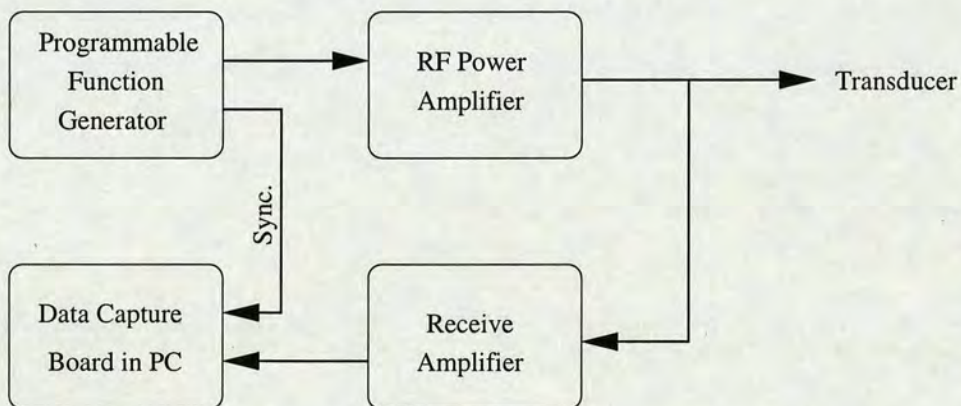 Programmable
Function
Generator
RF Power
Amplifier
Transducer
Sync.
Data Capture
Board in PC
Receive
Amplifier